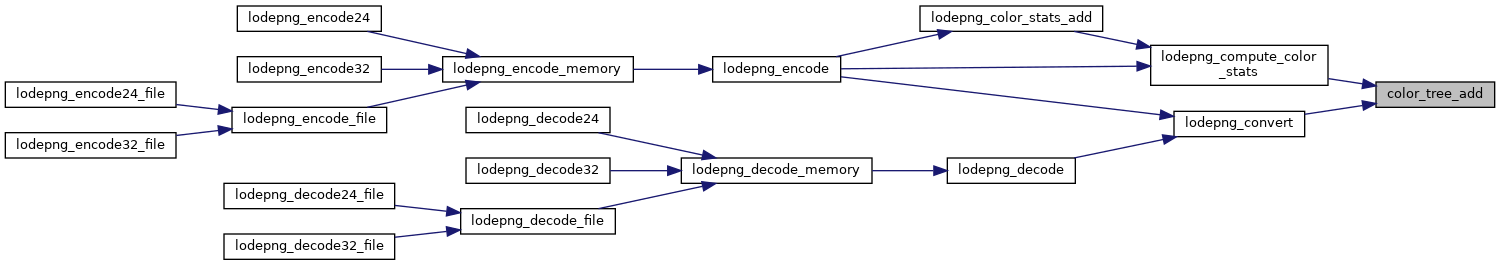 lodepng_encode24
lodepng_color_stats_add
lodepng_encode32
lodepng_encode_memory
lodepng_encode
lodepng_compute_color
_stats
lodepng_encode24_file
color_tree_add
lodepng_encode_file
lodepng_decode24
lodepng_convert
lodepng_encode32_file
lodepng_decode32
lodepng_decode_memory
lodepng_decode
lodepng_decode24_file
lodepng_decode_file
lodepng_decode32_file